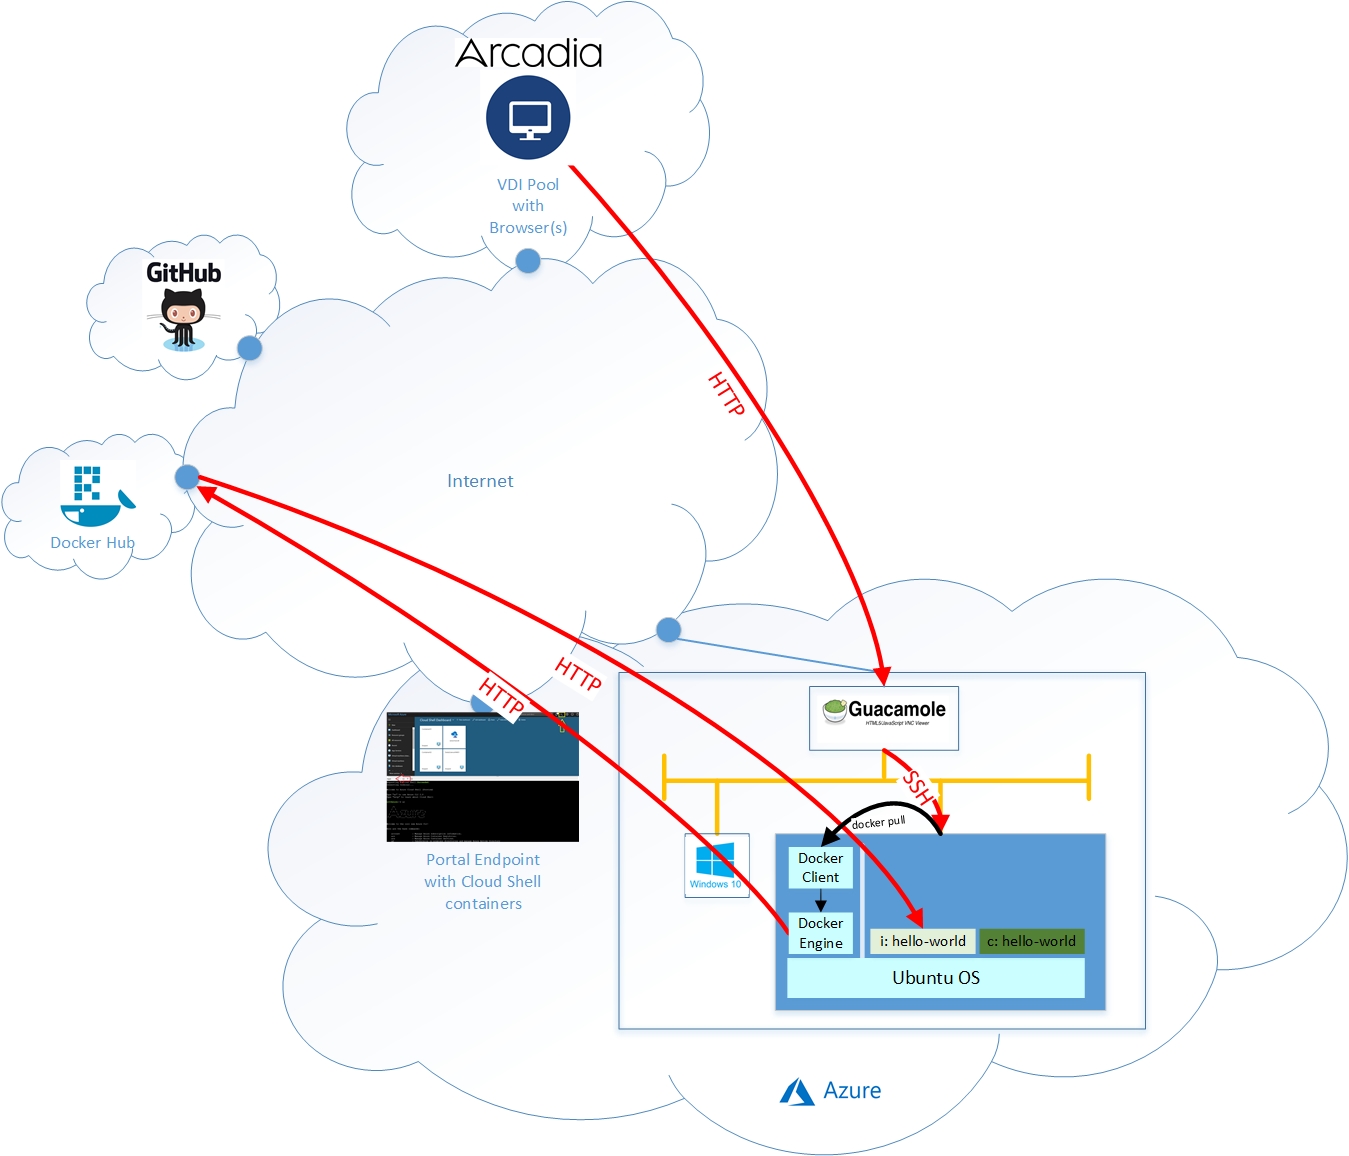 Arcadia
VDI Pool
with
Browser(s)
GitHub
HTTP
Internet
Docker Hub
HTTP
HTTP
Guacamole
HTML5/JavaScript VNC Viewer
SSH
docker pull
Windows 10
Docker
Client
Docker
Engine
i: hello-world
c: hello-world
Ubuntu OS
Portal Endpoint
with Cloud Shell
containers
Azure